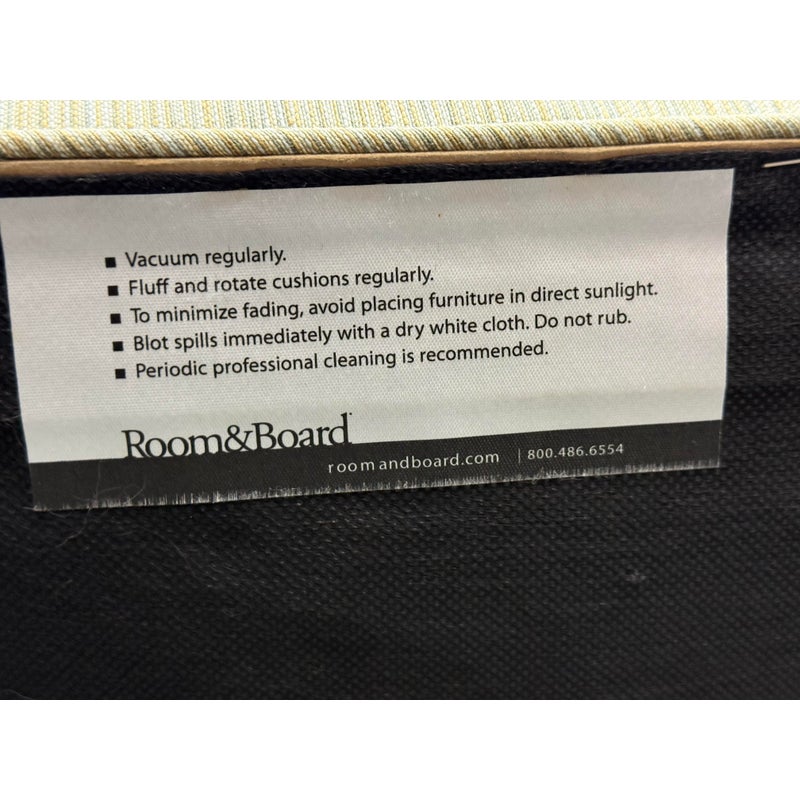 ■ Vacuum regularly.
■ Fluff and rotate cushions regularly.
■ To minimize fading, avoid placing furniture in direct sunlight.
■ Blot spills immediately with a dry white cloth. Do not rub.
■ Periodic professional cleaning is recommended.
Room&Board
roomandboard.com | 800.486.6554